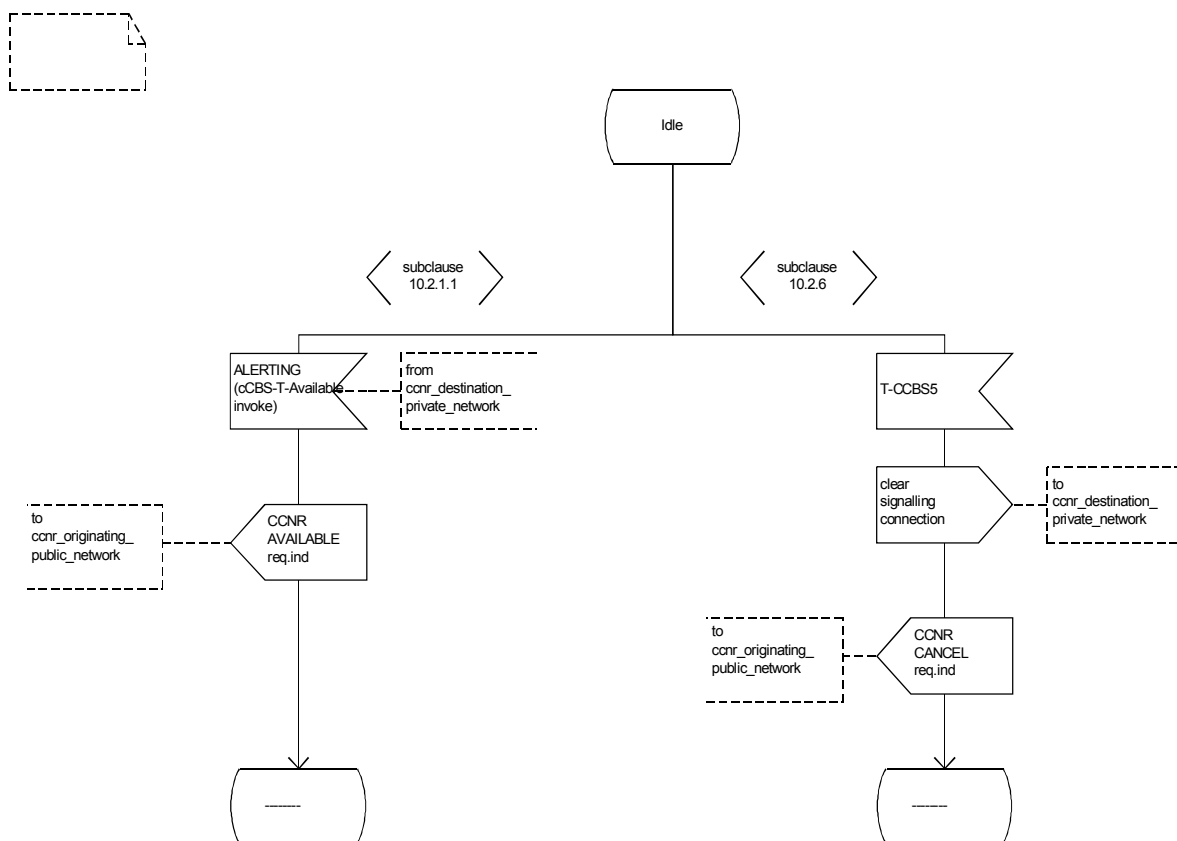 Idle
subclause
10.2.1.1
subclause
10.2.6
ALERTING
(cCBS-T-Available
invoke)
from
ccnr_destination_
private_network
T-CCBS5
clear
signalling
connection
to
ccnr_destination_
private_network
to
ccnr_originating_
public_network
CCNR
AVAILABLE
req.ind
to
ccnr_originating_
public_network
CCNR
CANCEL
req.ind
--------
--------